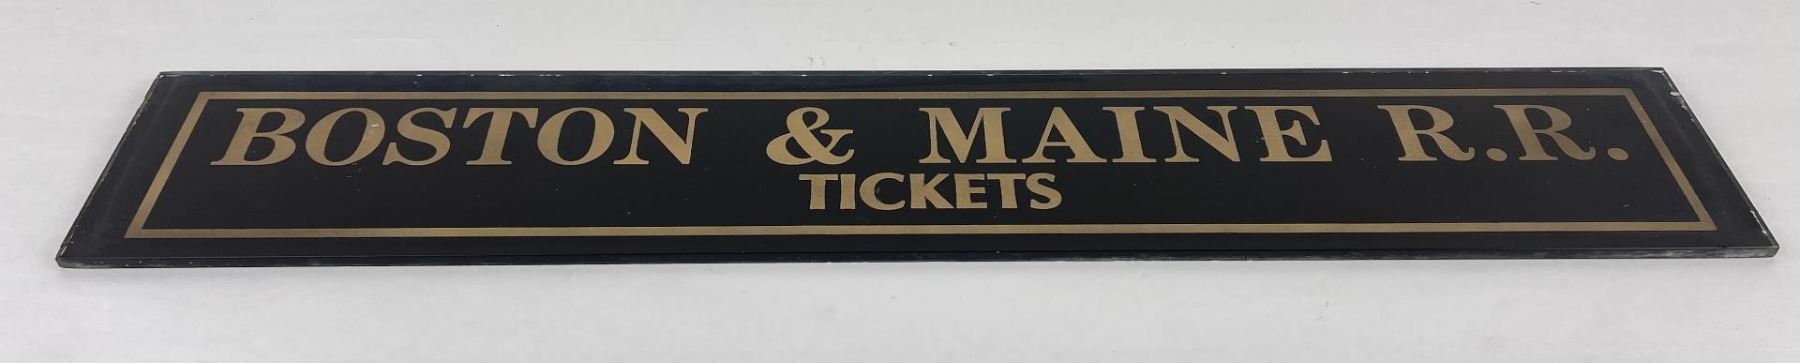 BOSTON & MAINE R.R.
TICKETS